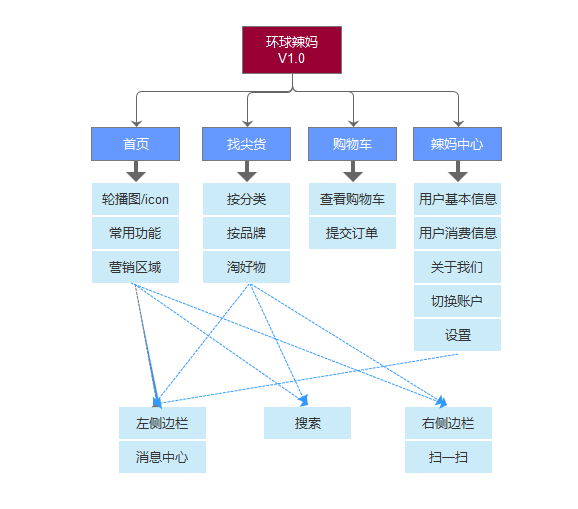 环球辣妈
V1.0
首页
找尖货
购物车
辣妈中心
轮播图/icon
按分类
查看购物车
用户基本信息
常用功能
按品牌
提交订单
用户消费信息
营销区域
淘好物
关于我们
切换账户
设置
左侧边栏
搜索
右侧边栏
消息中心
扫一扫